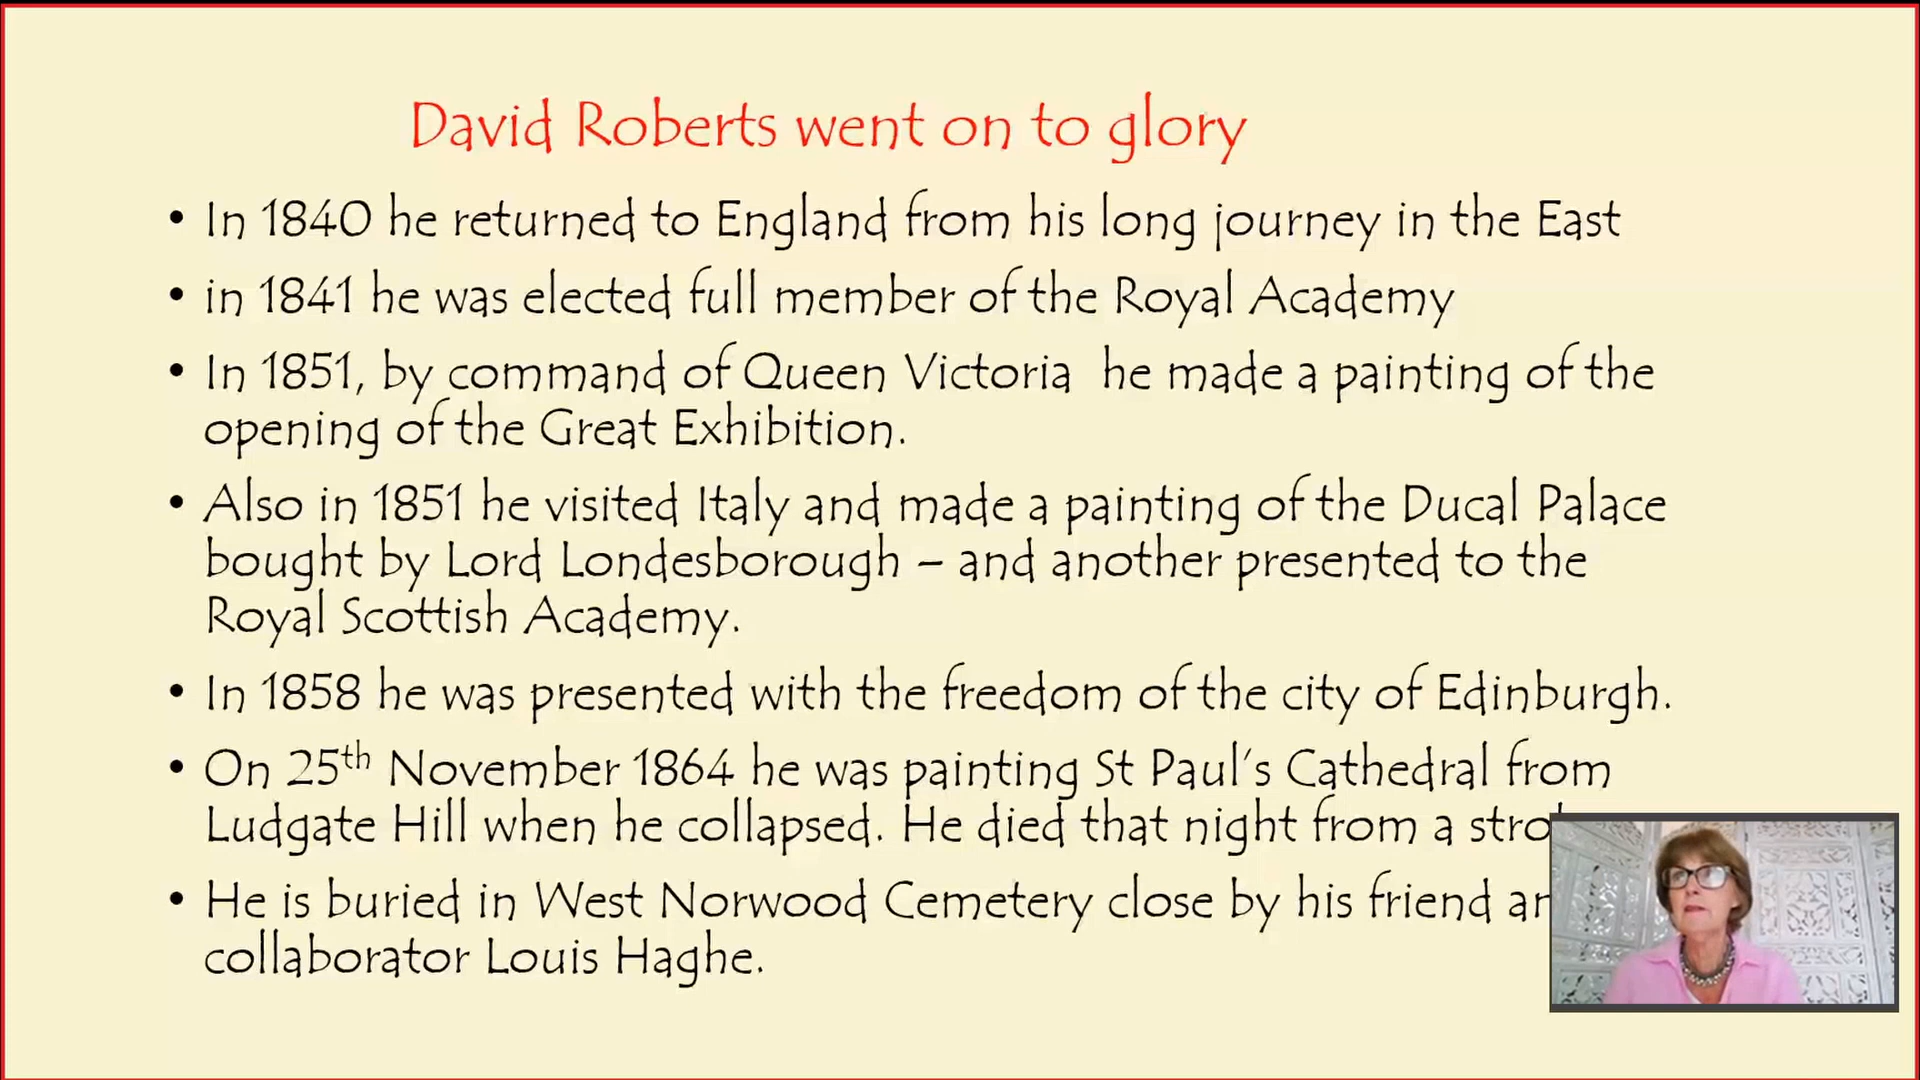 David Roberts went on to glory
• In 1840 he returned to England from his long journey in the East
• in 1841 he was elected full member of the Royal Academy
• In 1851, by command of Queen Victoria he made a painting of the
opening of the Great Exhibition.
• Also in 1851 he visited Italy and made a painting of the Ducal Palace
bought by Lord Londesborough – and another presented to the
Royal Scottish Academy.
• In 1858 he was presented with the freedom of the city of Edinburgh.
• On 25th November 1864 he was painting St Paul's Cathedral from
Ludgate Hill when he collapsed. He died that night from a
• He is buried in West Norwood Cemetery close by his friend
collaborator Louis Haghe.